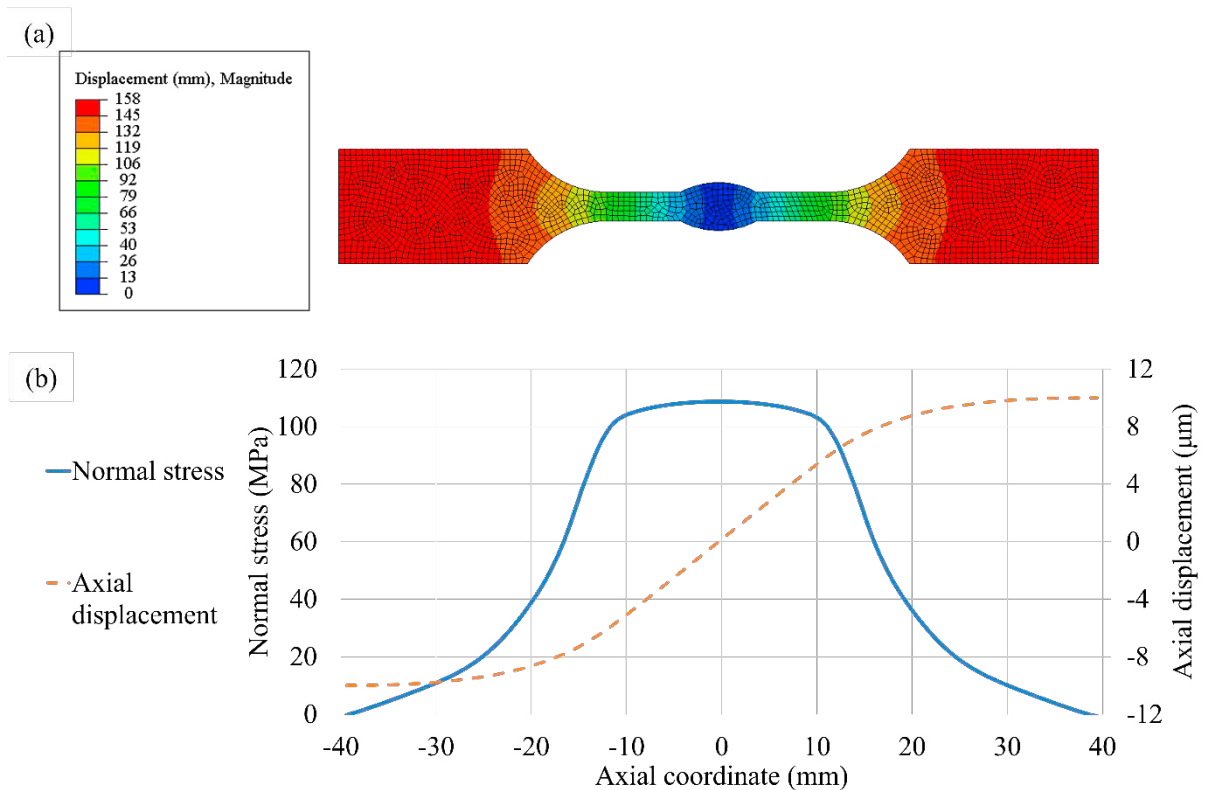 (a)
Displacement (mm), Magnitude
158
145
132
119
106
92
79
66
53
40
26
13
0
(b)
Normal stress
Axial
displacement
Normal stress (MPa)
120
100
80
60
40
20
0
12
8
4
0
-4
-8
-12
Axial displacement (μm)
-40 -30 -20 -10 0 10 20 30 40
Axial coordinate (mm)